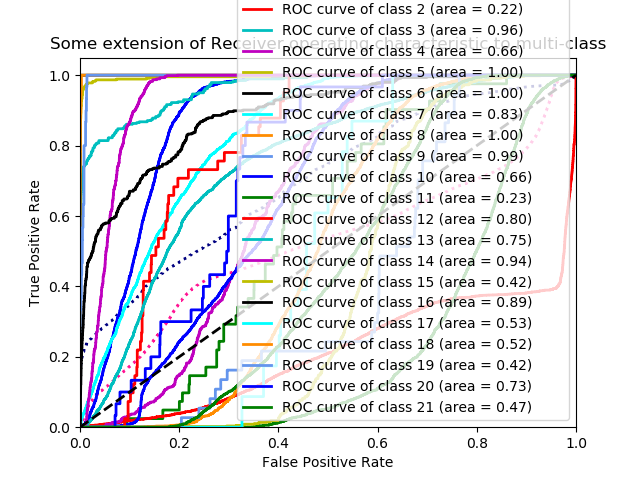 ROC curve of class 2 (area = 0.22)
Some extension of Receiver operating characteristic to multi-class
ROC curve of class 3 (area = 0.96)
ROC curve of class 4 (area = 0.66)
ROC curve of class 5 (area = 1.00)
ROC curve of class 6 (area = 1.00)
ROC curve of class 7 (area = 0.83)
ROC curve of class 8 (area = 1.00)
ROC curve of class 9 (area = 0.99)
ROC curve of class 10 (area = 0.66)
ROC curve of class 11 (area = 0.23)
ROC curve of class 12 (area = 0.80)
ROC curve of class 13 (area = 0.75)
ROC curve of class 14 (area = 0.94)
ROC curve of class 15 (area = 0.42)
ROC curve of class 16 (area = 0.89)
ROC curve of class 17 (area = 0.53)
ROC curve of class 18 (area = 0.52)
ROC curve of class 19 (area = 0.42)
ROC curve of class 20 (area = 0.73)
ROC curve of class 21 (area = 0.47)
True Positive Rate
1.0
0.8
0.6
0.4
0.2
0.0
0.0 0.2 0.4 0.6 0.8 1.0
False Positive Rate